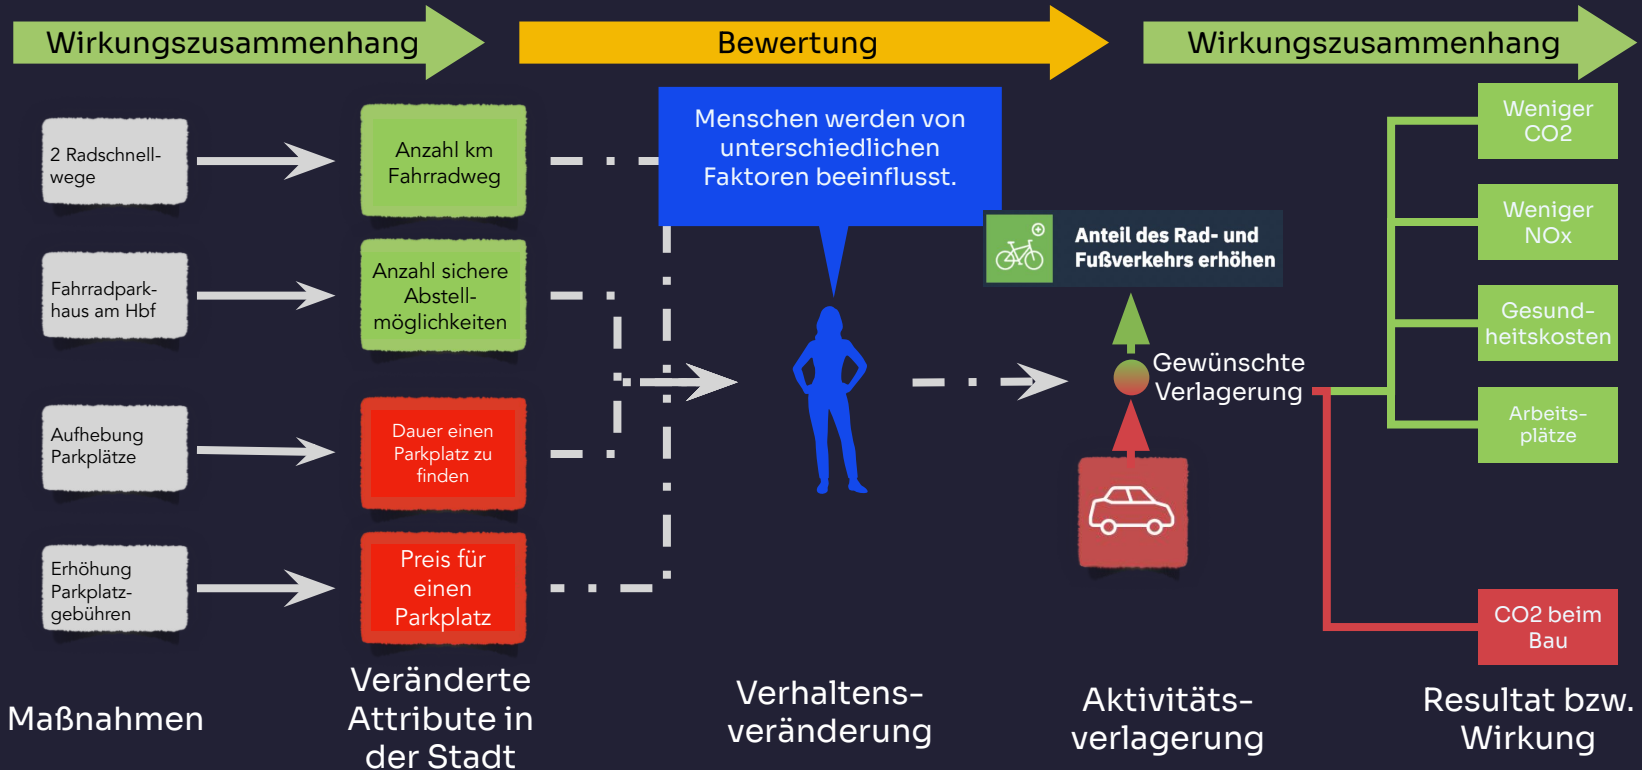 Wirkungszusammenhang
Bewertung
Wirkungszusammenhang
2 Radschnell-
wege
Anzahl km
Fahrradweg
Menschen werden von
unterschiedlichen
Faktoren beeinflusst.
Weniger
CO2
Fahrradpark-
haus am Hbf
Anzahl sichere
Abstell-
möglichkeiten
Anteil des Rad- und
Fußverkehrs erhöhen
Weniger
NOx
Gewünschte
Verlagerung
Gesund-
heitskosten
Aufhebung
Parkplätze
Dauer einen
Parkplatz zu
finden
Arbeits-
plätze
Erhöhung
Parkplatz-
gebühren
Preis für
einen
Parkplatz
CO2 beim
Bau
Maßnahmen
Veränderte
Attribute in
der Stadt
Verhaltens-
veränderung
Aktivitäts-
verlagerung
Resultat bzw.
Wirkung